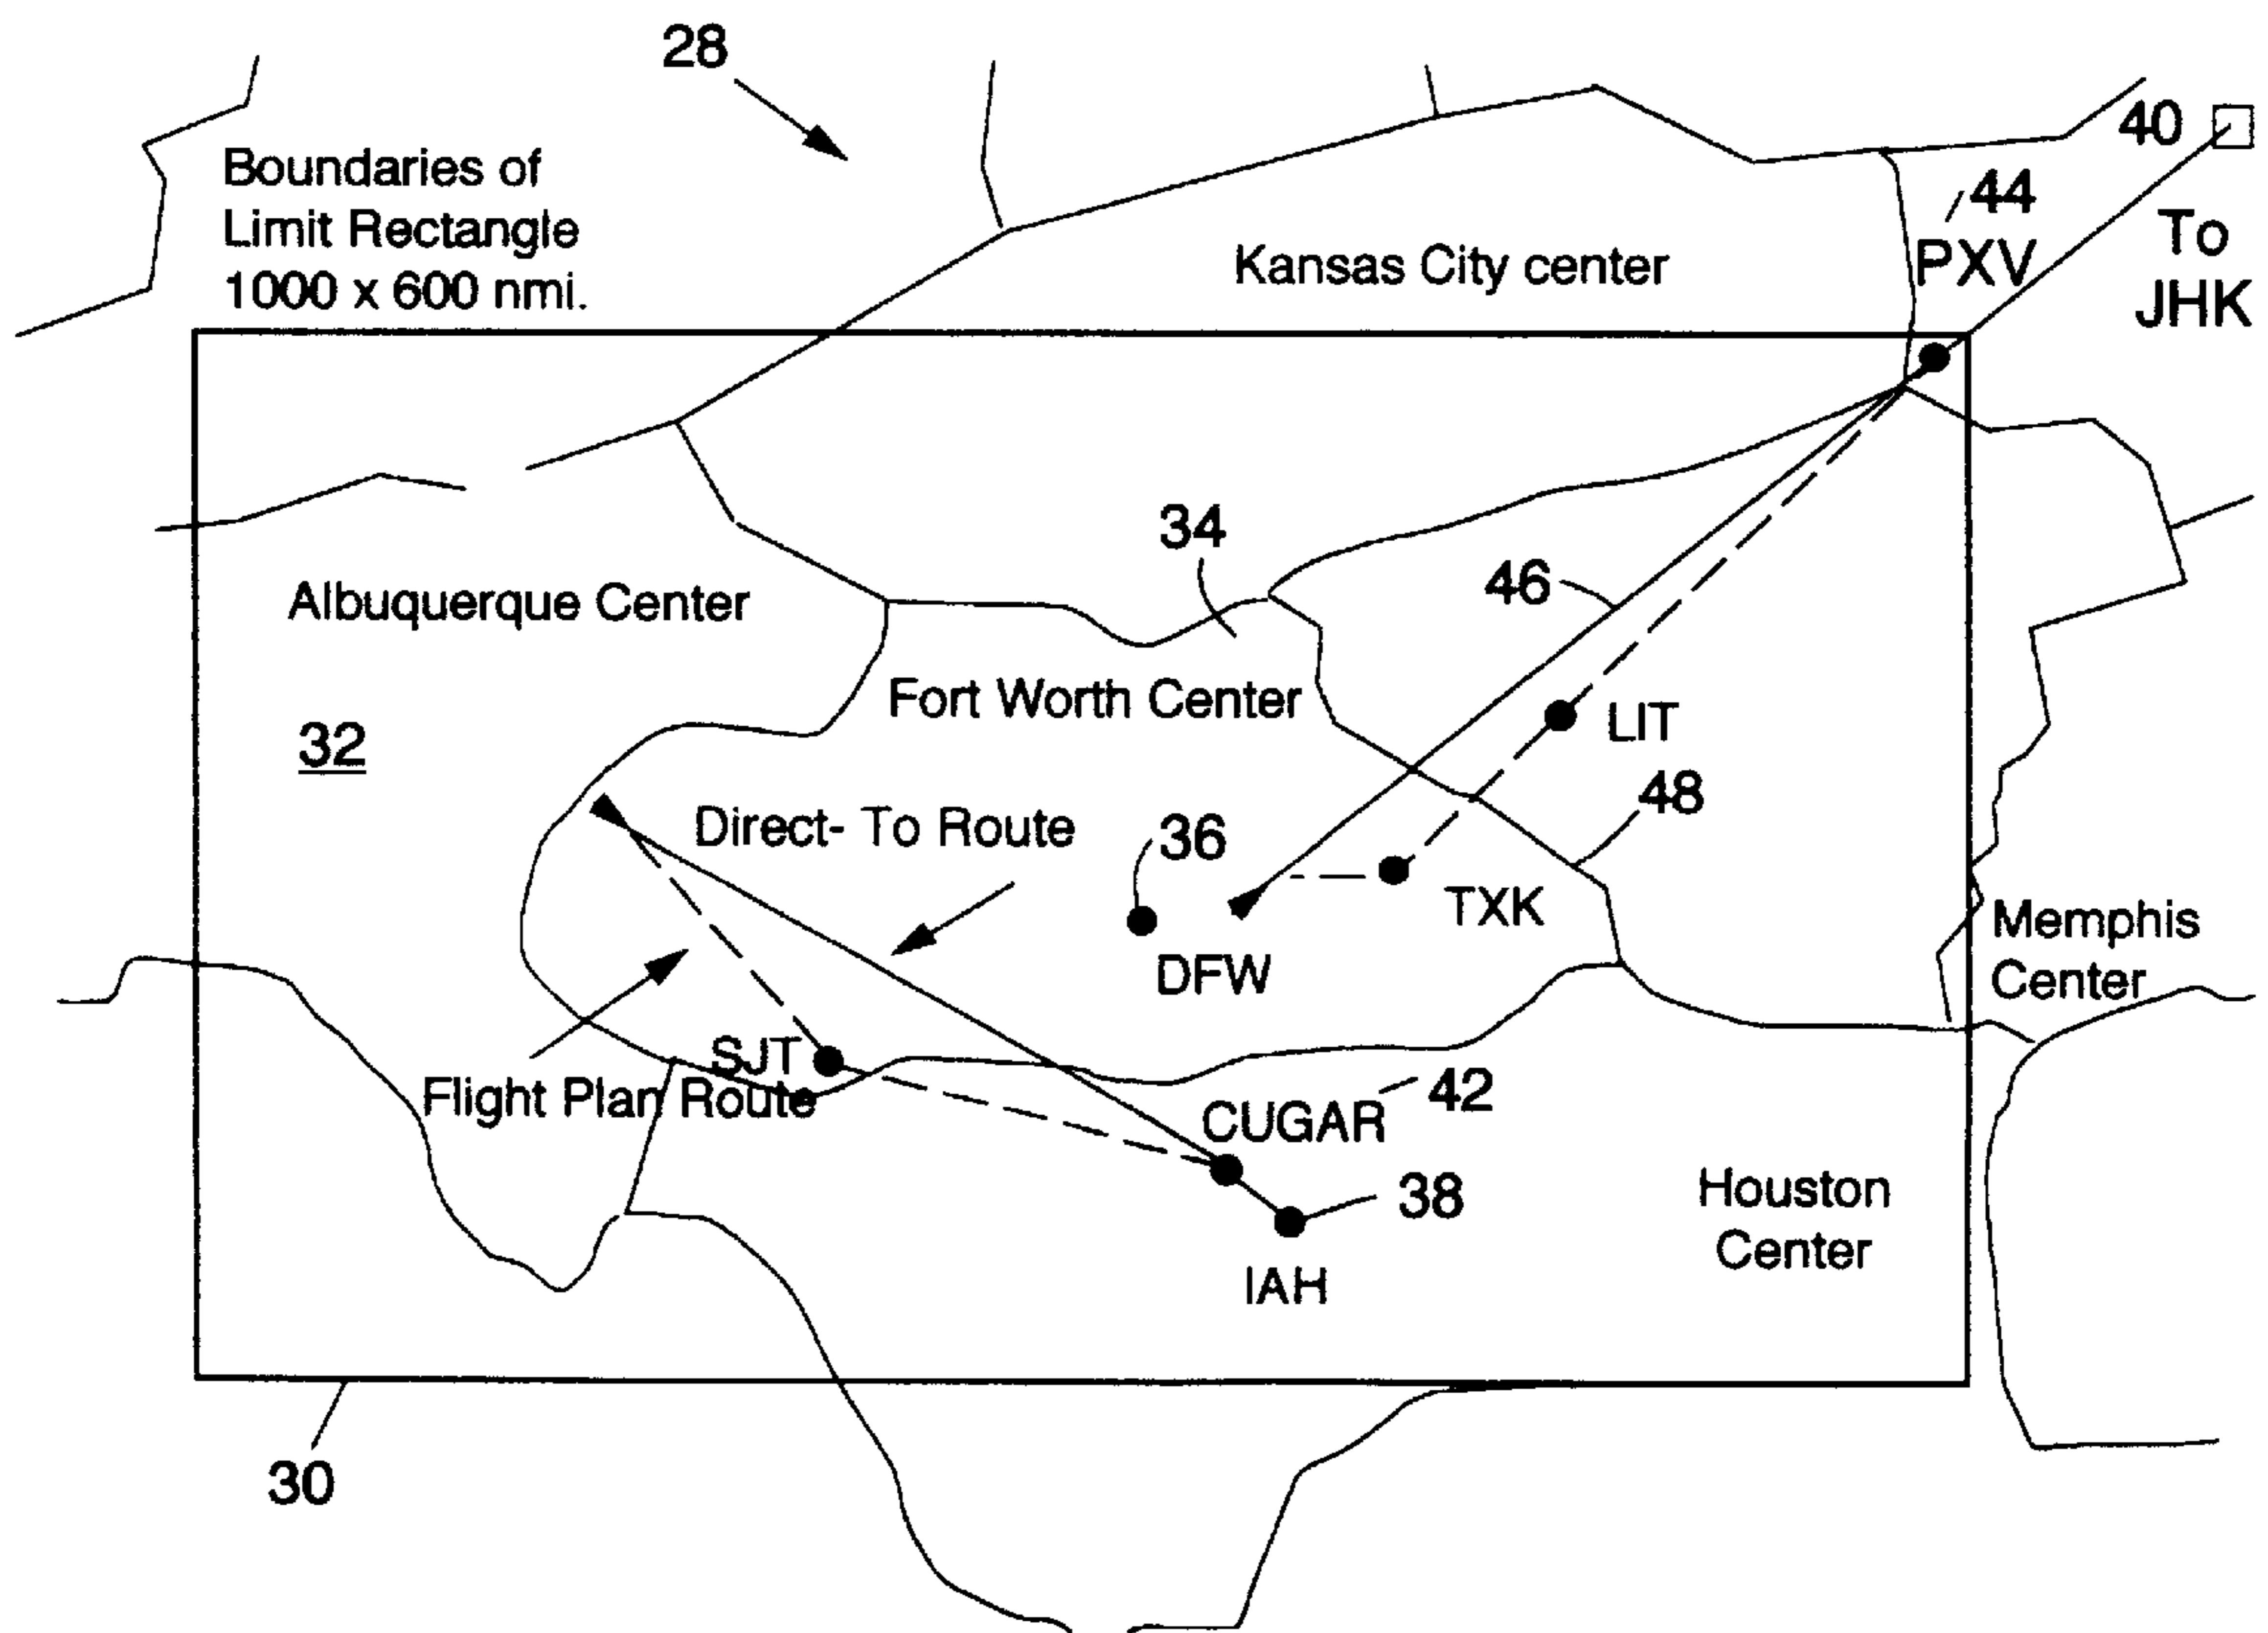 28
40
Boundaries of
Limit Rectangle
1000 x 600 nmi.
44
PXV
To
JHK
Kansas City center
34
46
Albuquerque Center
Fort Worth Center
32
LIT
48
Direct- To Route
36
TXK
DFW
Memphis
Center
SJT
Flight Plan Route
42
CUGAR
38
Houston
Center
IAH
30